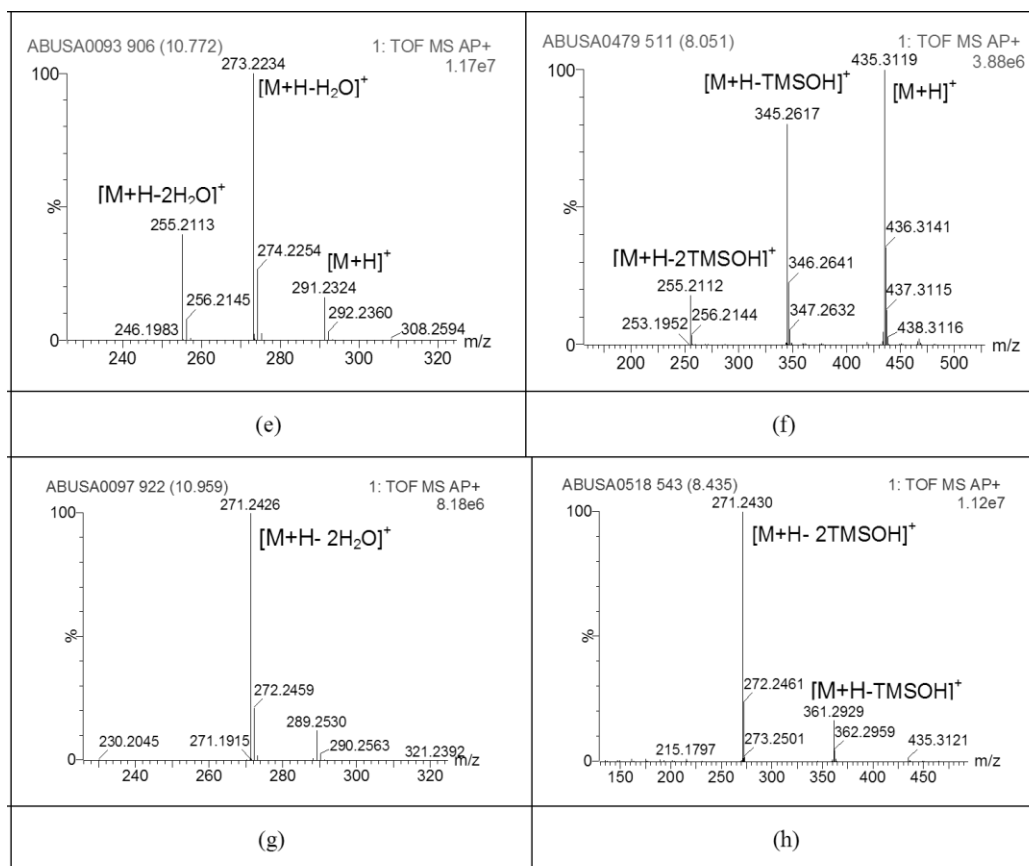 ABUSA0093 906 (10.772)
1: TOF MS AP+
1.17e7
273.2234
100
[M+H-H₂O]⁺
[M+H-2H₂O]⁺
255.2113
%
274.2254
[M+H]⁺
291.2324
256.2145
292.2360
246.1983
308.2594
0
m/z
240 260 280 300 320
ABUSA0479 511 (8.051)
1: TOF MS AP+
3.88e6
435.3119
100
[M+H-TMSOH]⁺
[M+H]⁺
345.2617
%
436.3141
[M+H-2TMSOH]⁺
346.2641
255.2112
437.3115
253.1952
256.2144
347.2632
438.3116
0
m/z
200 250 300 350 400 450 500
(e)
(f)
ABUSA0097 922 (10.959)
1: TOF MS AP+
8.18e6
271.2426
100
[M+H- 2H₂O]⁺
%
272.2459
289.2530
230.2045
271.1915
290.2563
321.2392
0
m/z
240 260 280 300 320
ABUSA0518 543 (8.435)
1: TOF MS AP+
1.12e7
271.2430
100
[M+H- 2TMSOH]⁺
%
272.2461
[M+H-TMSOH]⁺
361.2929
362.2959
215.1797
273.2501
435.3121
0
m/z
150 200 250 300 350 400 450
(g)
(h)